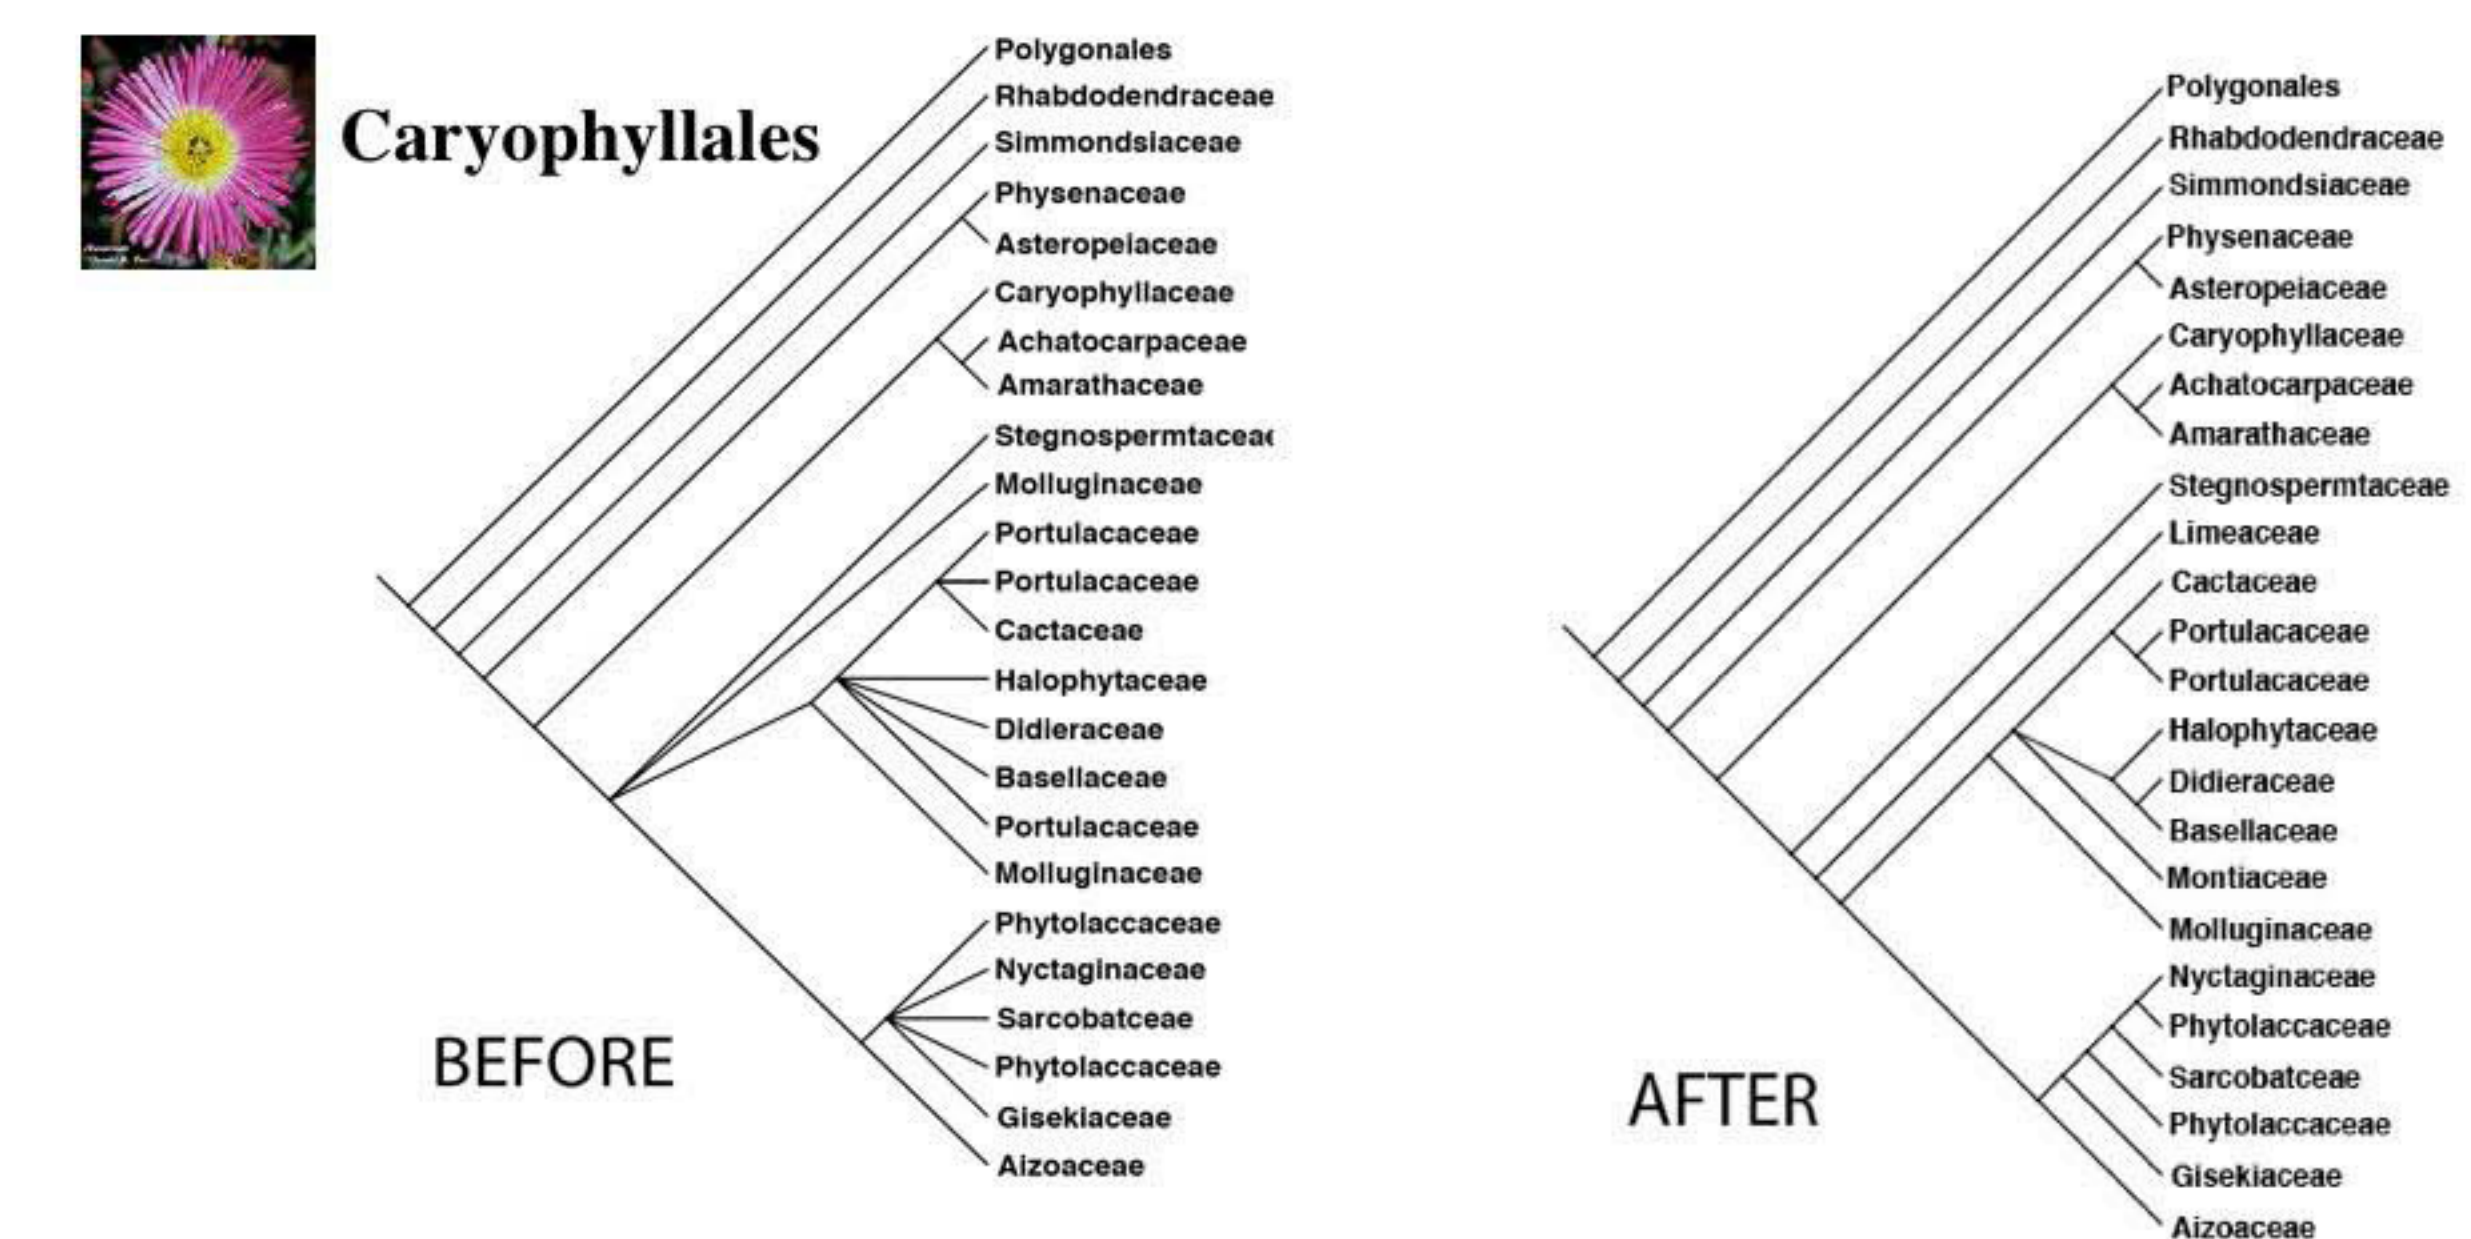 Caryophyllales
Polygonales
Rhabdodendraceae
Simmondsiaceae
Physenaceae
Asteropeiaceae
Caryophyllaceae
Achatocarpaceae
Amarathaceae
Stegnospermtaceae
Molluginaceae
Portulacaceae
Portulacaceae
Cactaceae
Halophytaceae
Didieraceae
Basellaceae
Portulacaceae
Molluginaceae
Phytolaccaceae
Nyctaginaceae
Sarcobatceae
Phytolaccaceae
Gisekiaceae
Aizoaceae
BEFORE
Polygonales
Rhabdodendraceae
Simmondsiaceae
Physenaceae
Asteropeiaceae
Caryophyllaceae
Achatocarpaceae
Amarathaceae
Stegnospermtaceae
Limeaceae
Cactaceae
Portulacaceae
Portulacaceae
Halophytaceae
Didieraceae
Basellaceae
Montiaceae
Molluginaceae
Nyctaginaceae
Phytolaccaceae
Sarcobatceae
Phytolaccaceae
Gisekiaceae
Aizoaceae
AFTER